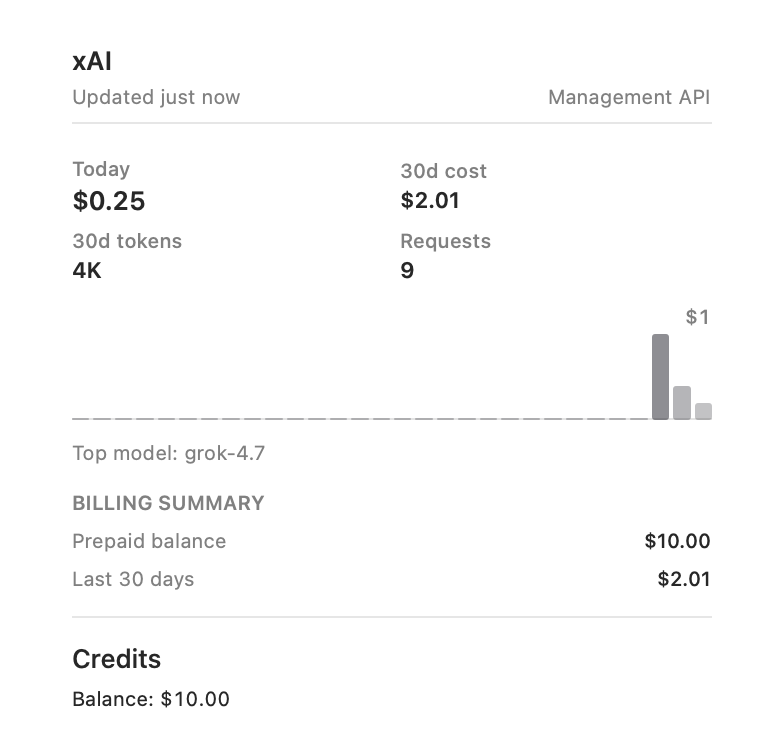 xAI
Updated just now Management API
Today 30d cost
$0.25 $2.01
30d tokens Requests
4K 9
$1
Top model: grok-4.7
BILLING SUMMARY
Prepaid balance $10.00
Last 30 days $2.01
Credits
Balance: $10.00